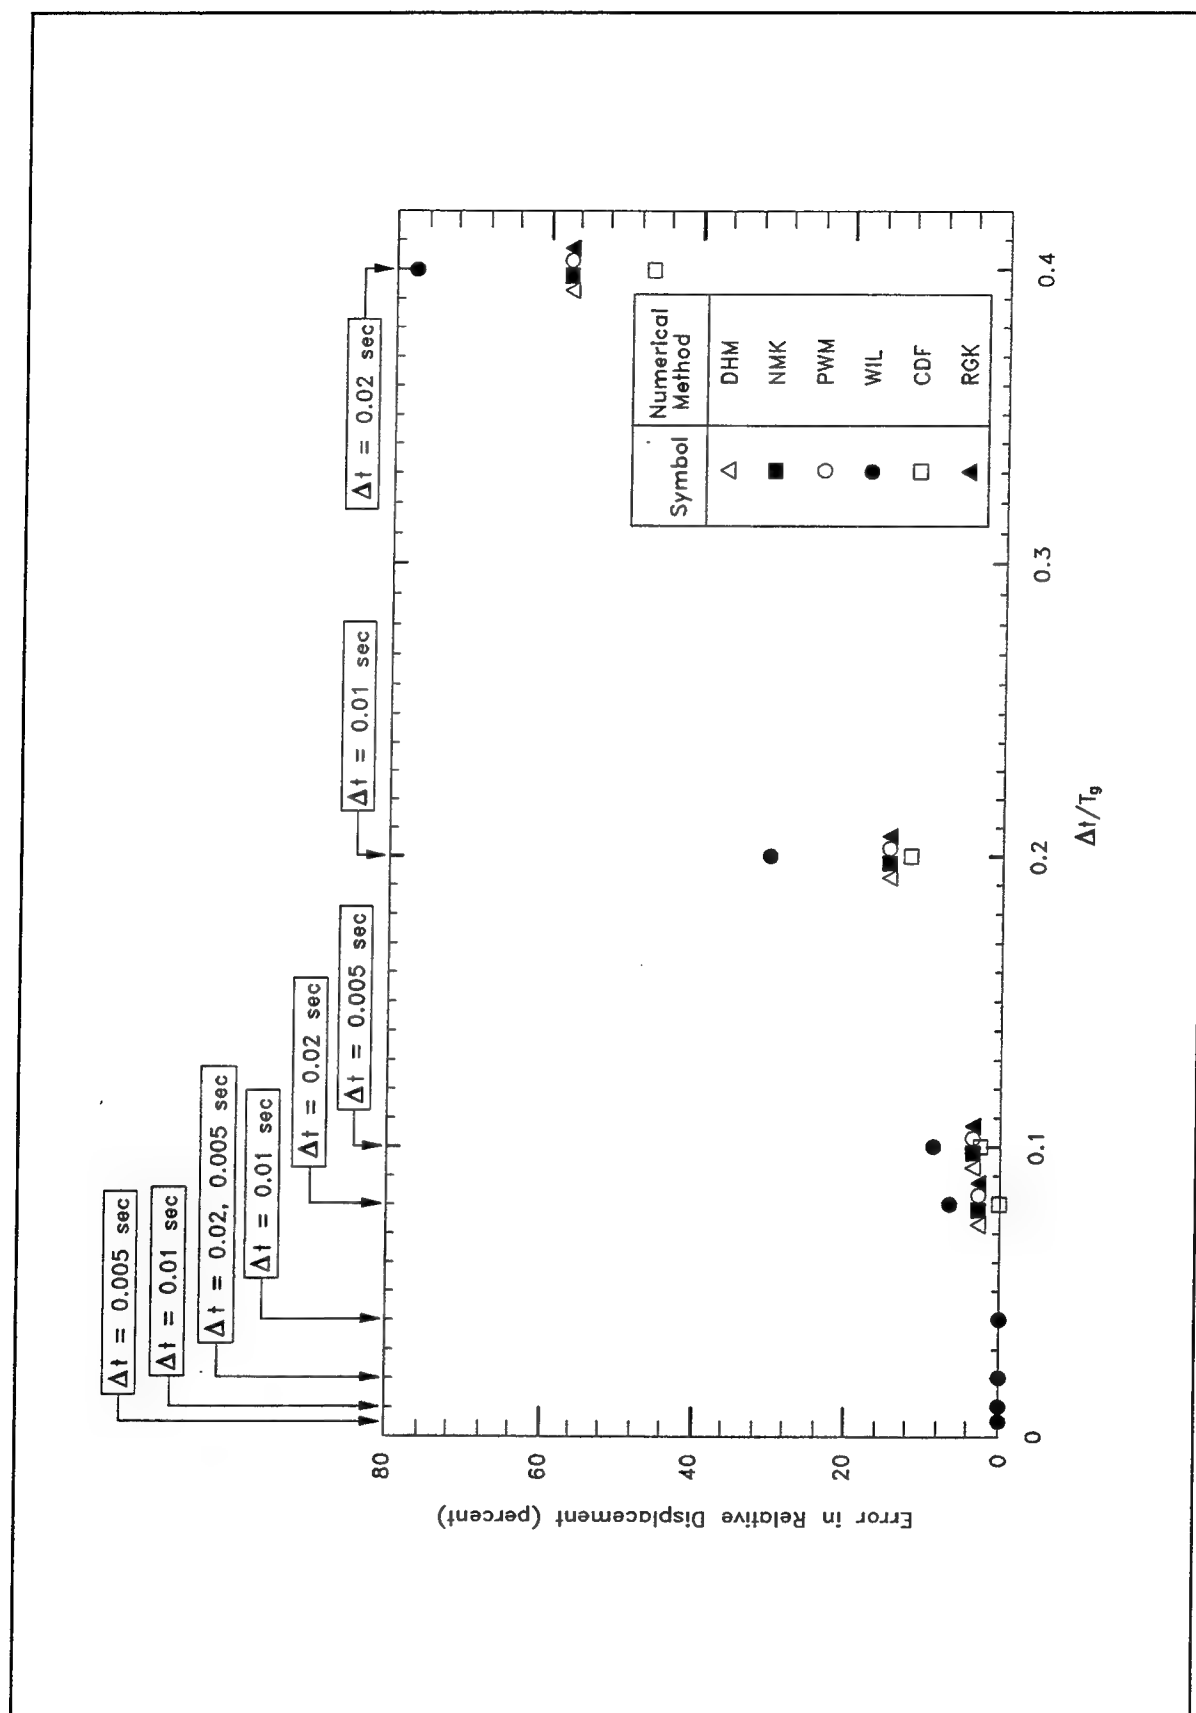 Δt = 0.005 sec
Δt = 0.01 sec
Δt = 0.02, 0.005 sec
Δt = 0.01 sec
Δt = 0.02 sec
Δt = 0.005 sec
Δt = 0.01 sec
Δt = 0.02 sec
80
60
40
20
0
Error in Relative Displacement (percent)
Symbol
Numerical
Method
DHM
NMK
PWM
WIL
CDF
RGK
0
0.1
0.2
0.3
0.4
Δt/Tg